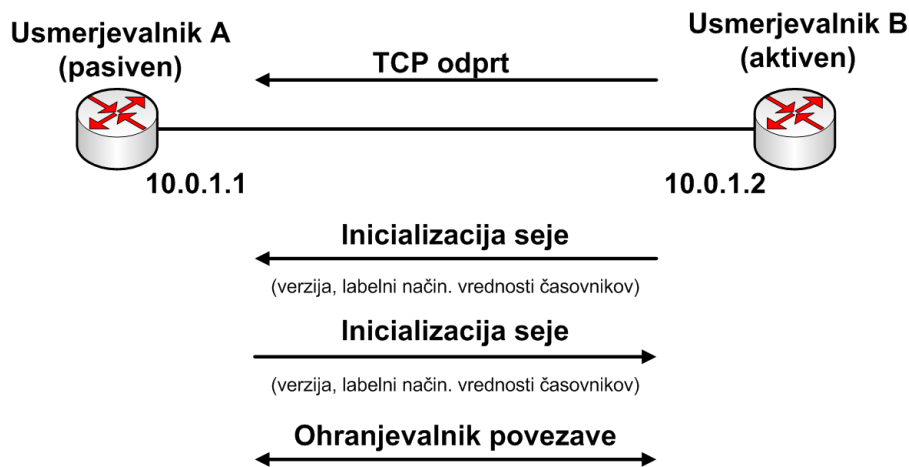 Usmerjevalnik A
(pasiven)
Usmerjevalnik B
(aktiven)
TCP odprt
10.0.1.1
10.0.1.2
Inicializacija seje
(verzija, labelni način. vrednosti časovnikov)
Inicializacija seje
(verzija, labelni način. vrednosti časovnikov)
Ohranjevalnik povezave